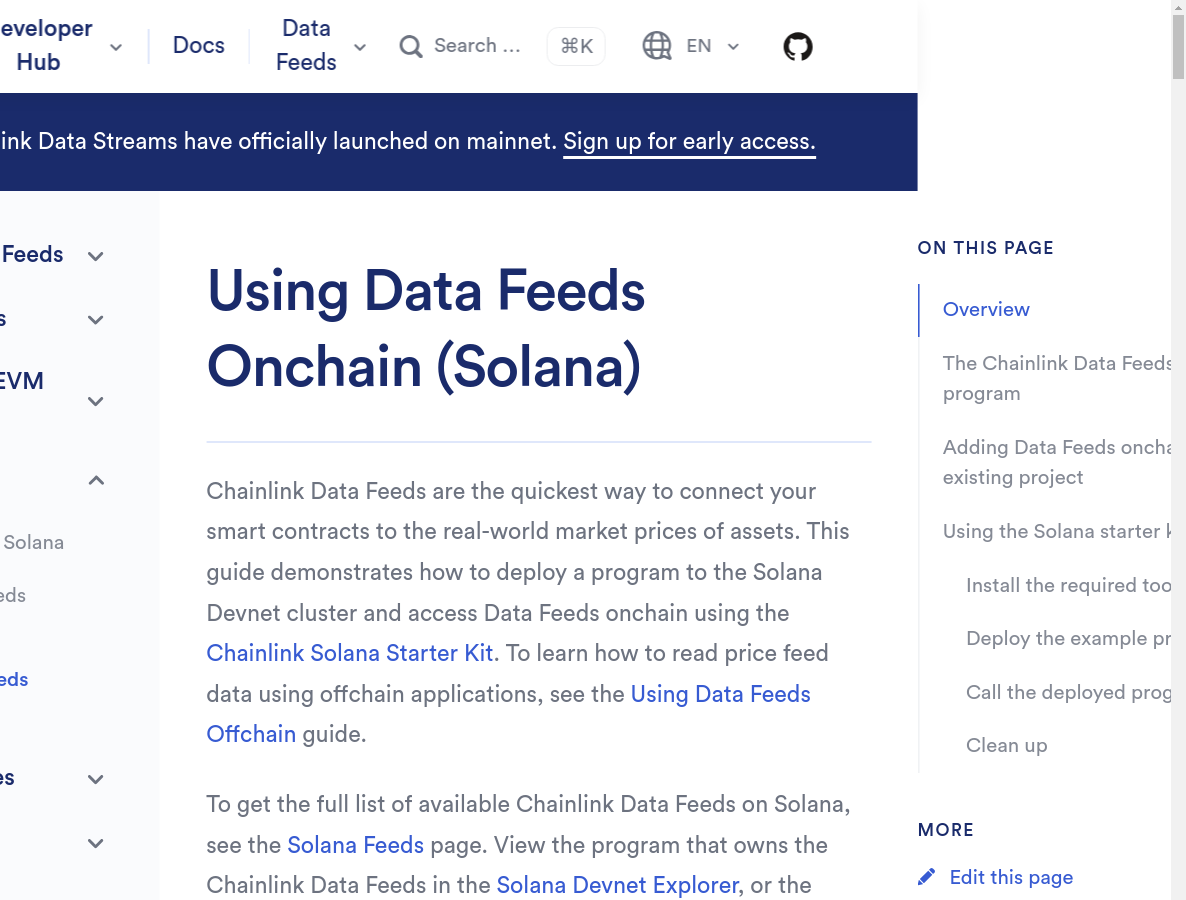 eveloper
Hub
Docs
Data
Feeds
Search ...
⌘K
EN
ink Data Streams have officially launched on mainnet. Sign up for early access.
Feeds
s
EVM
Solana
eds
eds
es
Using Data Feeds
Onchain (Solana)
Chainlink Data Feeds are the quickest way to connect your
smart contracts to the real-world market prices of assets. This
guide demonstrates how to deploy a program to the Solana
Devnet cluster and access Data Feeds onchain using the
Chainlink Solana Starter Kit. To learn how to read price feed
data using offchain applications, see the Using Data Feeds
Offchain guide.
To get the full list of available Chainlink Data Feeds on Solana,
see the Solana Feeds page. View the program that owns the
Chainlink Data Feeds in the Solana Devnet Explorer, or the
ON THIS PAGE
Overview
The Chainlink Data Feeds
program
Adding Data Feeds oncha
existing project
Using the Solana starter k
Install the required too
Deploy the example pr
Call the deployed prog
Clean up
MORE
Edit this page